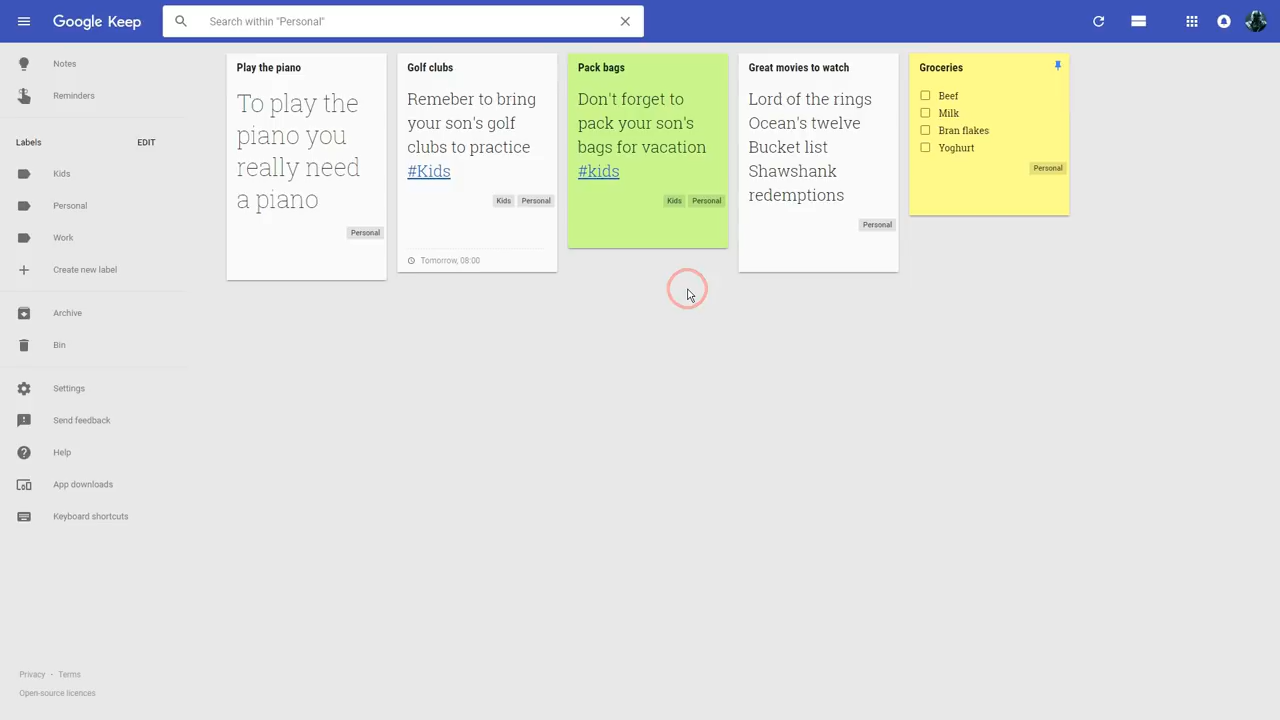 Google Keep
Search within "Personal"
Notes
Reminders
Labels
EDIT
Kids
Personal
Work
Create new label
Archive
Bin
Settings
Send feedback
Help
App downloads
Keyboard shortcuts
Privacy · Terms
Open-source licences
Play the piano
To play the
piano you
really need
a piano
Personal
Golf clubs
Remeber to bring
your son's golf
clubs to practice
#Kids
Kids Personal
Tomorrow, 08:00
Pack bags
Don't forget to
pack your son's
bags for vacation
#kids
Kids Personal
Great movies to watch
Lord of the rings
Ocean's twelve
Bucket list
Shawshank
redemptions
Personal
Groceries
Beef
Milk
Bran flakes
Yoghurt
Personal